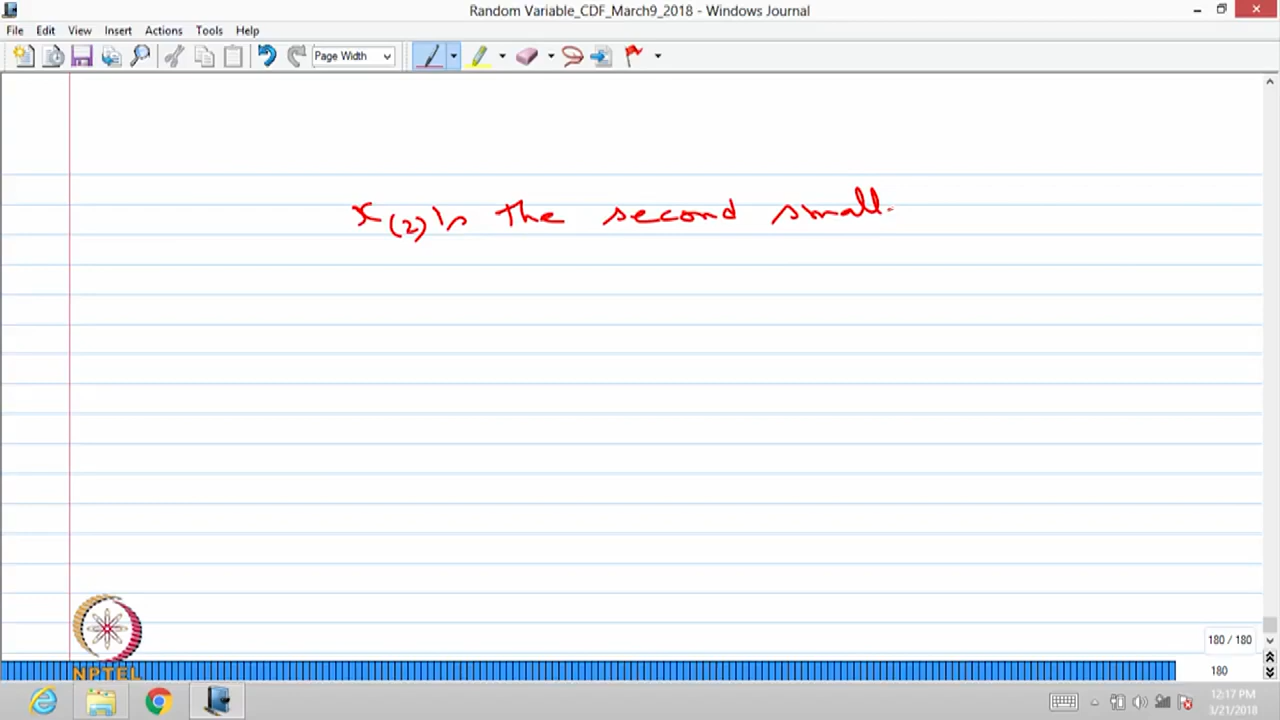 Random Variable_CDF_March9_2018 - Windows Journal
File Edit View Insert Actions Tools Help
Page Width
x(2) is the second small
180 / 180
NPTEL
180
12:17 PM
3/21/2018